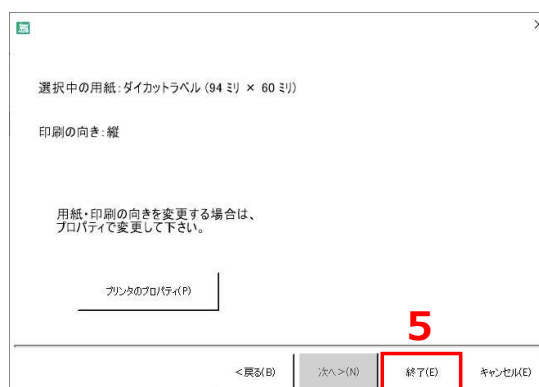 ×
選択中の用紙:ダイカットラベル (94 ミリ × 60 ミリ)
印刷の向き:縦
用紙・印刷の向きを変更する場合は、
プロパティで変更して下さい。
プリンタのプロパティ(P)
5
<戻る(B) 次へ>(N) 終了(E) キャンセル(E)